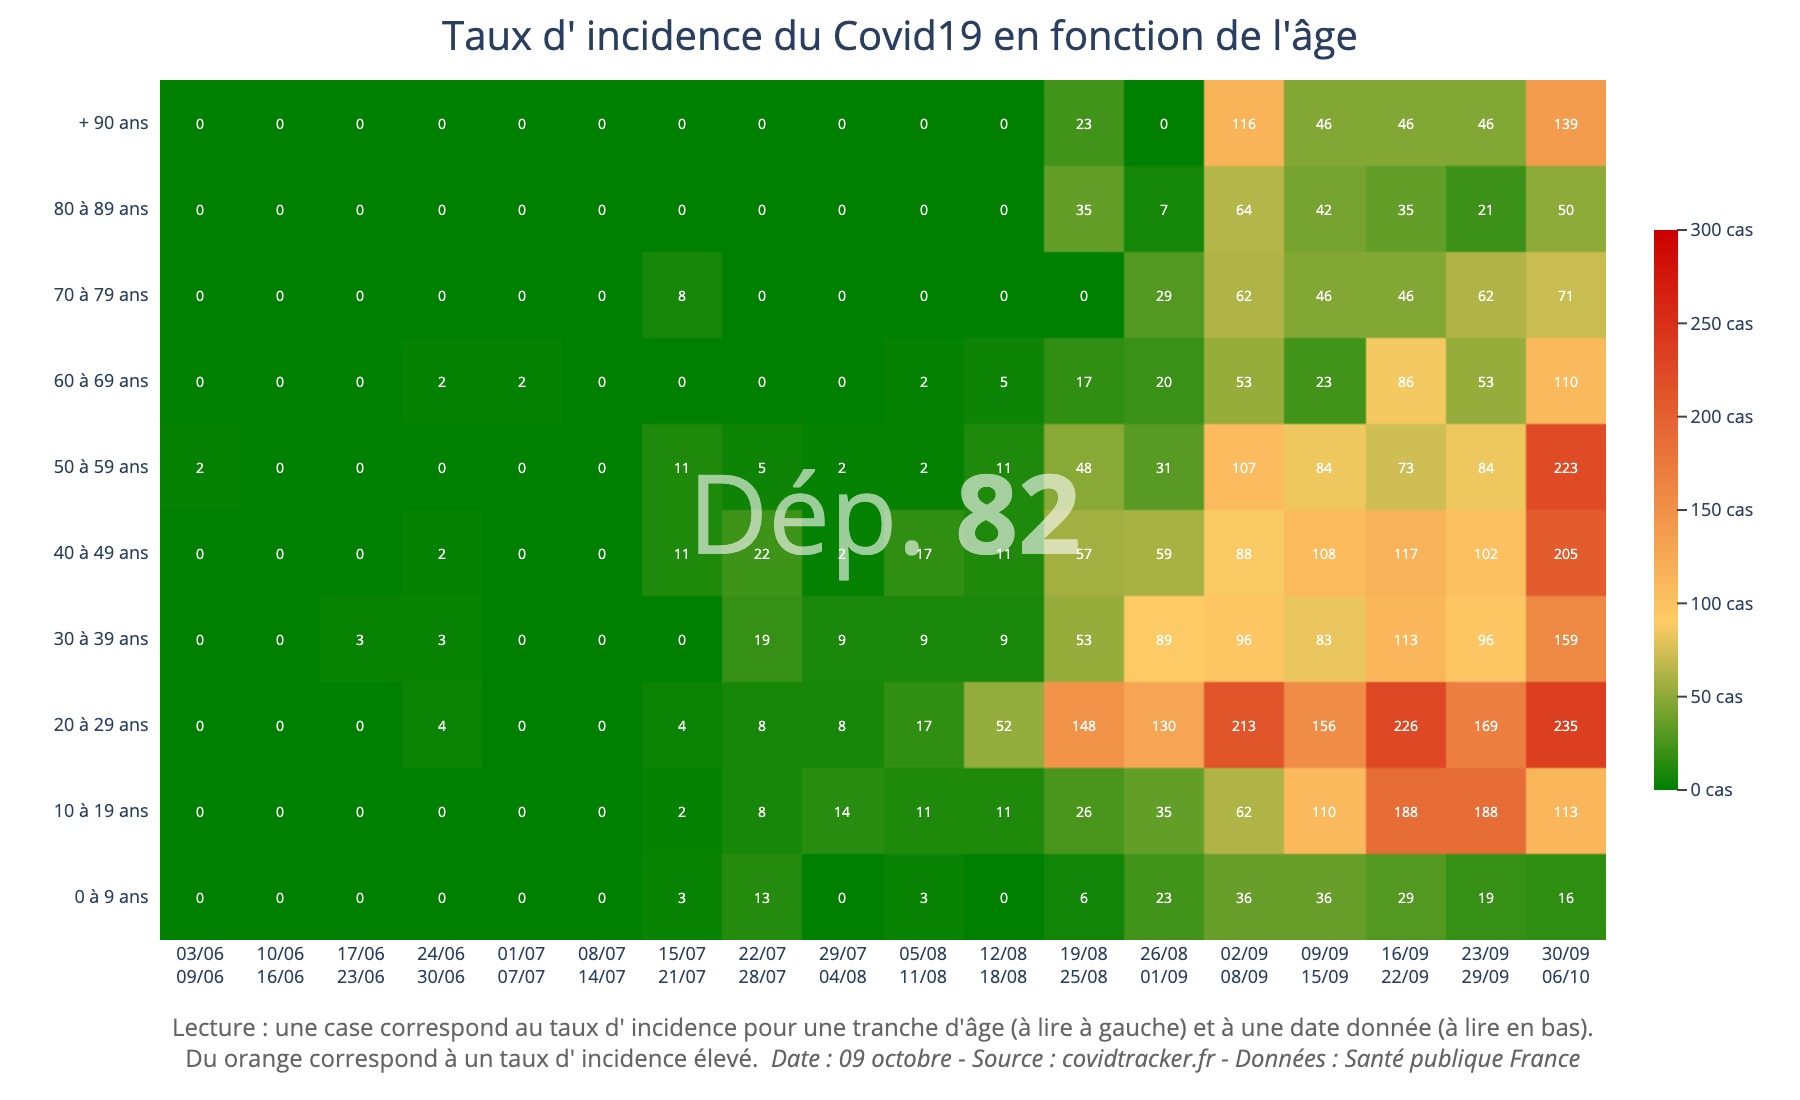 Taux d' incidence du Covid19 en fonction de l'âge
+ 90 ans 0 0 0 0 0 0 0 0 0 0 0 23 0 116 46 46 46 139
80 à 89 ans 0 0 0 0 0 0 0 0 0 0 0 35 7 64 42 35 21 50
70 à 79 ans 0 0 0 0 0 0 8 0 0 0 0 0 29 62 46 46 62 71
60 à 69 ans 0 0 0 2 2 0 0 0 0 2 5 17 20 53 23 86 53 110
50 à 59 ans 2 0 0 0 0 0 11 5 2 2 11 48 31 107 84 73 84 223
Dép. 82
40 à 49 ans 0 0 0 2 0 0 11 22 2 17 11 57 59 88 108 117 102 205
30 à 39 ans 0 0 3 3 0 0 0 19 9 9 9 53 89 96 83 113 96 159
20 à 29 ans 0 0 0 4 0 0 4 8 8 17 52 148 130 213 156 226 169 235
10 à 19 ans 0 0 0 0 0 0 2 8 14 11 11 26 35 62 110 188 188 113
0 à 9 ans 0 0 0 0 0 0 3 13 0 3 0 6 23 36 36 29 19 16
03/06 10/06 17/06 24/06 01/07 08/07 15/07 22/07 29/07 05/08 12/08 19/08 26/08 02/09 09/09 16/09 23/09 30/09
09/06 16/06 23/06 30/06 07/07 14/07 21/07 28/07 04/08 11/08 18/08 25/08 01/09 08/09 15/09 22/09 29/09 06/10
300 cas
250 cas
200 cas
150 cas
100 cas
50 cas
0 cas
Lecture : une case correspond au taux d' incidence pour une tranche d'âge (à lire à gauche) et à une date donnée (à lire en bas).
Du orange correspond à un taux d' incidence élevé. Date : 09 octobre - Source : covidtracker.fr - Données : Santé publique France